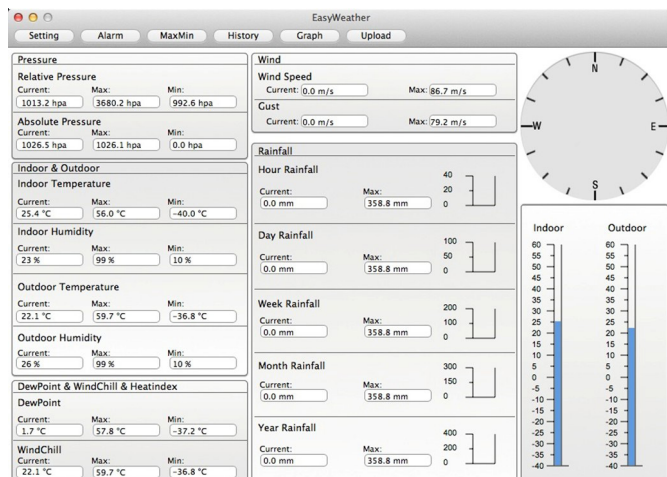 EasyWeather
Setting Alarm MaxMin History Graph Upload
Pressure
Relative Pressure
Current: Max: Min:
1013.2 hpa 3680.2 hpa 992.6 hpa
Absolute Pressure
Current: Max: Min:
1026.5 hpa 1026.1 hpa 0.0 hpa
Indoor & Outdoor
Indoor Temperature
Current: Max: Min:
25.4 °C 56.0 °C -40.0 °C
Indoor Humidity
Current: Max: Min:
23 % 99 % 10 %
Outdoor Temperature
Current: Max: Min:
22.1 °C 59.7 °C -36.8 °C
Outdoor Humidity
Current: Max: Min:
26 % 99 % 10 %
DewPoint & WindChill & Heatindex
DewPoint
Current: Max: Min:
1.7 °C 57.8 °C -37.2 °C
WindChill
Current: Max: Min:
22.1 °C 59.7 °C -36.8 °C
Wind
Wind Speed
Current: 0.0 m/s Max: 86.7 m/s
Gust
Current: 0.0 m/s Max: 79.2 m/s
Rainfall
Hour Rainfall
Current: Max:
0.0 mm 358.8 mm
40
20
0
Day Rainfall
Current: Max:
0.0 mm 358.8 mm
100
50
0
Week Rainfall
Current: Max:
0.0 mm 358.8 mm
200
100
0
Month Rainfall
Current: Max:
0.0 mm 358.8 mm
300
150
0
Year Rainfall
Current: Max:
0.0 mm 358.8 mm
400
200
0
N
W E
S
Indoor Outdoor
60 60
55 55
50 50
45 45
40 40
35 35
30 30
25 25
20 20
15 15
10 10
5 5
0 0
-5 -5
-10 -10
-15 -15
-20 -20
-25 -25
-30 -30
-35 -35
-40 -40